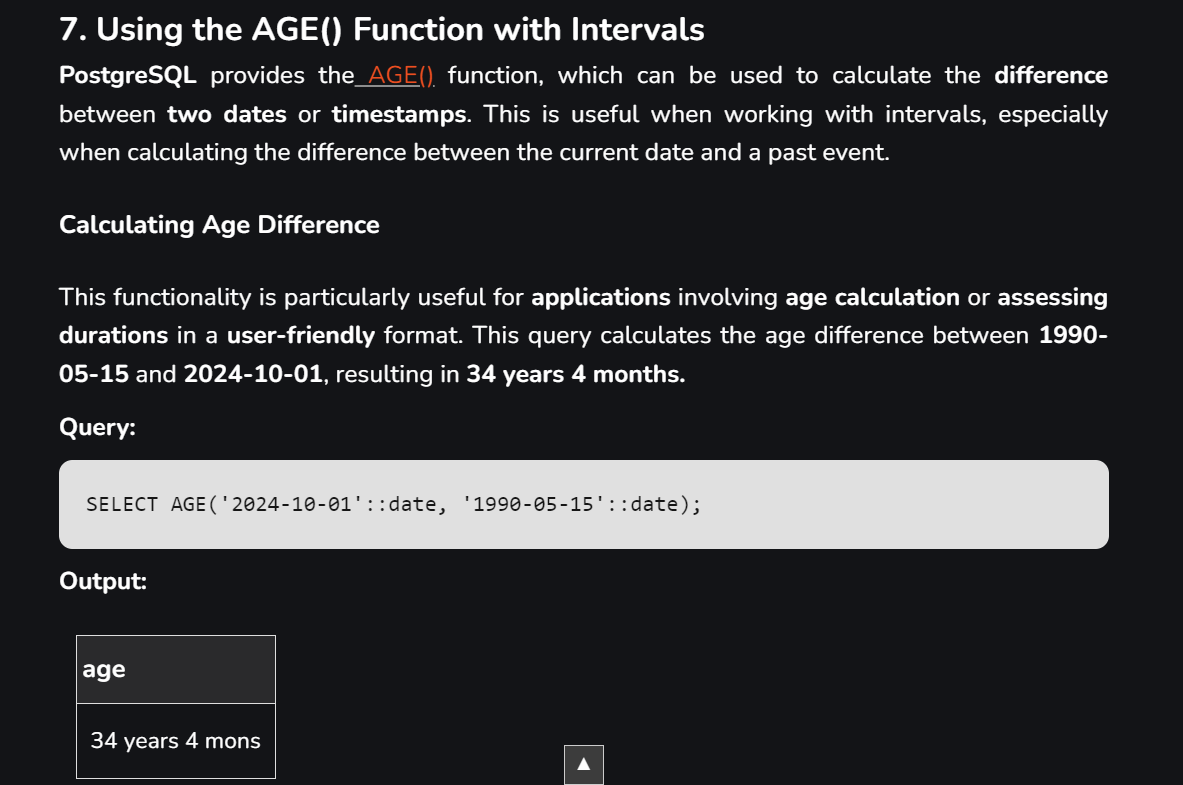 7. Using the AGE() Function with Intervals
PostgreSQL provides the AGE() function, which can be used to calculate the difference
between two dates or timestamps. This is useful when working with intervals, especially
when calculating the difference between the current date and a past event.
Calculating Age Difference
This functionality is particularly useful for applications involving age calculation or assessing
durations in a user-friendly format. This query calculates the age difference between 1990-
05-15 and 2024-10-01, resulting in 34 years 4 months.
Query:
SELECT AGE('2024-10-01'::date, '1990-05-15'::date);
Output:
age
34 years 4 mons